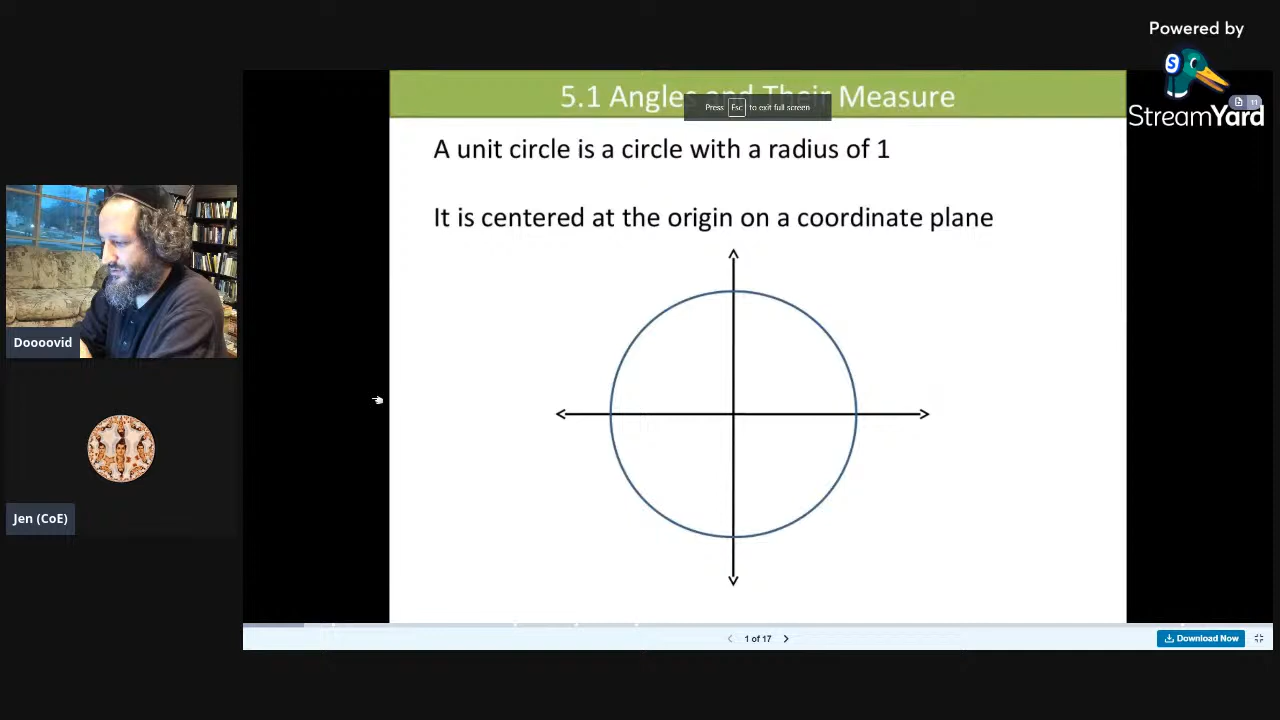 Powered by
S
11
StreamYard
5.1 Angles and Their Measure
Press Esc to exit full screen
A unit circle is a circle with a radius of 1
It is centered at the origin on a coordinate plane
Doooovid
Jen (CoE)
1 of 17
Download Now